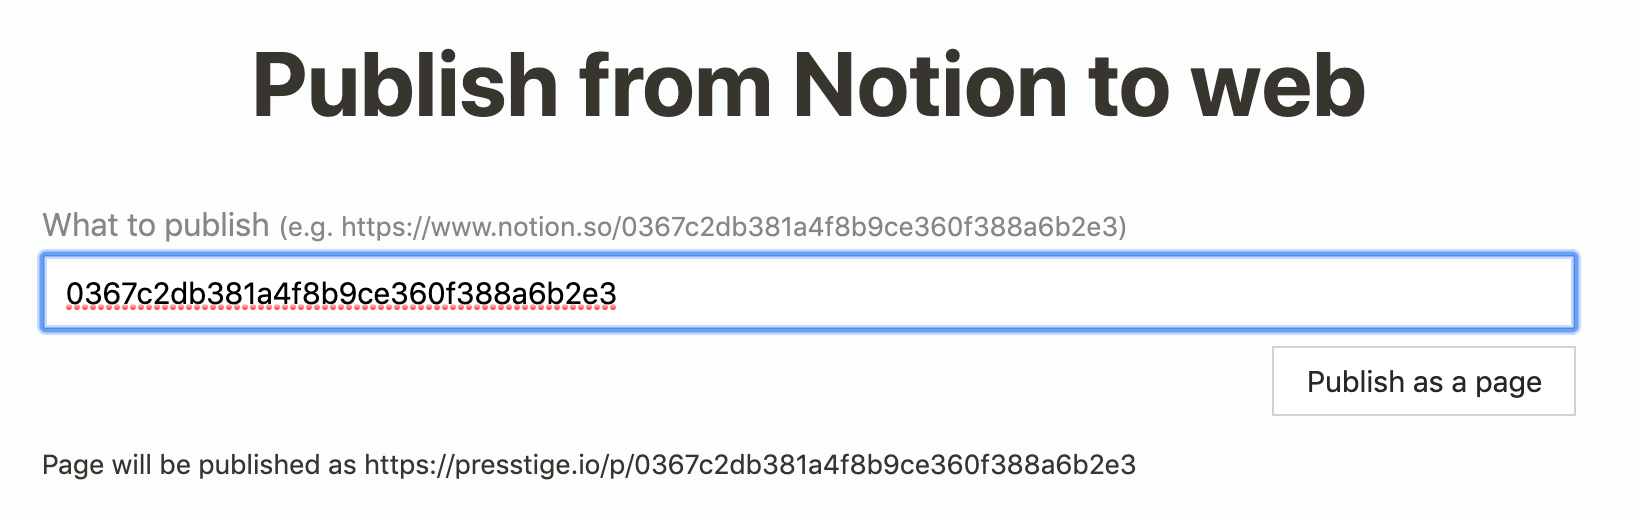 Publish from Notion to web
What to publish (e.g. https://www.notion.so/0367c2db381a4f8b9ce360f388a6b2e3)
0367c2db381a4f8b9ce360f388a6b2e3
Publish as a page
Page will be published as https://presstige.io/p/0367c2db381a4f8b9ce360f388a6b2e3